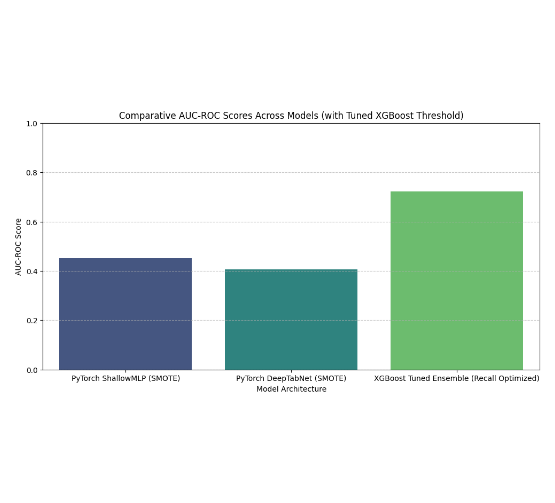 Comparative AUC-ROC Scores Across Models (with Tuned XGBoost Threshold)
1.0
0.8
0.6
0.4
0.2
0.0
AUC-ROC Score
PyTorch ShallowMLP (SMOTE)
PyTorch DeepTabNet (SMOTE)
XGBoost Tuned Ensemble (Recall Optimized)
Model Architecture